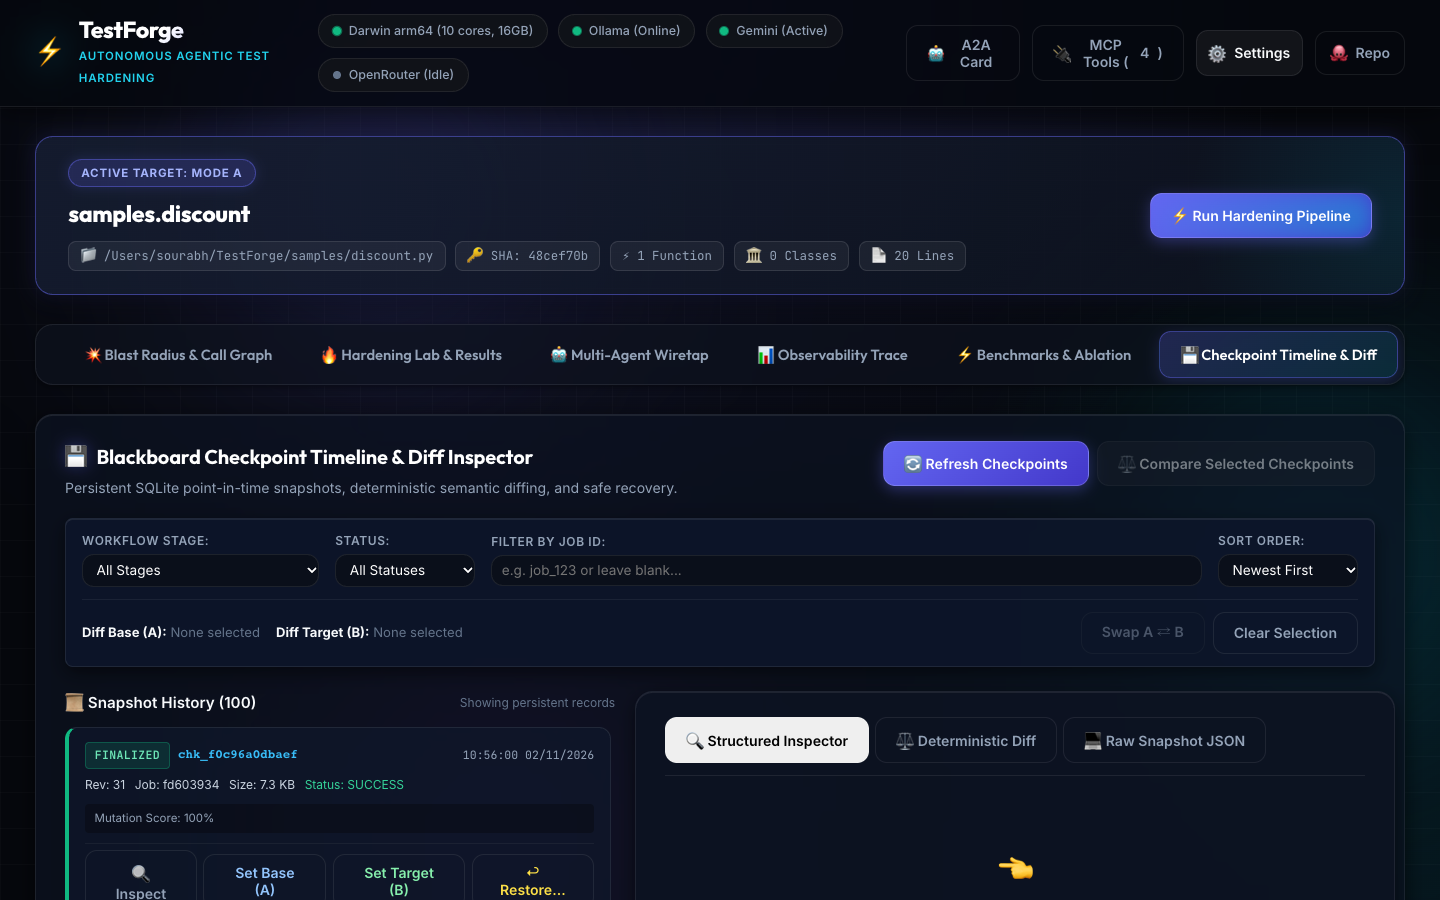 TestForge
AUTONOMOUS AGENTIC TEST
HARDENING
Darwin arm64 (10 cores, 16GB)
Ollama (Online)
Gemini (Active)
OpenRouter (Idle)
A2A
Card
MCP
Tools ( 4 )
Settings
Repo
ACTIVE TARGET: MODE A
samples.discount
/Users/sourabh/TestForge/samples/discount.py
SHA: 48cef70b
⚡ 1 Function
0 Classes
20 Lines
Run Hardening Pipeline
Blast Radius & Call Graph
Hardening Lab & Results
Multi-Agent Wiretap
Observability Trace
Benchmarks & Ablation
Checkpoint Timeline & Diff
Blackboard Checkpoint Timeline & Diff Inspector
Persistent SQLite point-in-time snapshots, deterministic semantic diffing, and safe recovery.
Refresh Checkpoints
Compare Selected Checkpoints
WORKFLOW STAGE:
STATUS:
FILTER BY JOB ID:
SORT ORDER:
All Stages
All Statuses
e.g. job_123 or leave blank...
Newest First
Diff Base (A): None selected
Diff Target (B): None selected
Swap A ⇄ B
Clear Selection
Snapshot History (100)
Showing persistent records
FINALIZED
chk_f0c96a0dbaef
10:56:00 02/11/2026
Rev: 31 Job: fd603934 Size: 7.3 KB Status: SUCCESS
Mutation Score: 100%
Inspect
Set Base
(A)
Set Target
(B)
↩
Restore...
Structured Inspector
Deterministic Diff
Raw Snapshot JSON